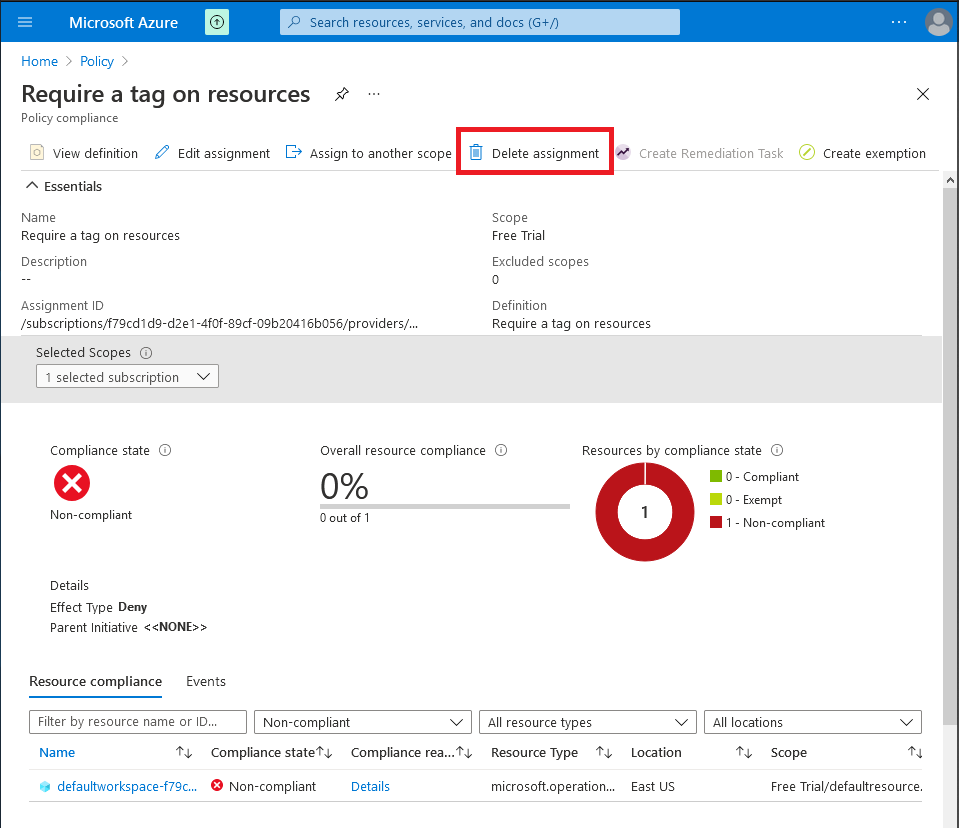 Microsoft Azure
Search resources, services, and docs (G+/)
Home > Policy >
Require a tag on resources
Policy compliance
View definition Edit assignment Assign to another scope Delete assignment Create Remediation Task Create exemption
Essentials
Name Scope
Require a tag on resources Free Trial
Description Excluded scopes
-- 0
Assignment ID Definition
/subscriptions/f79cd1d9-d2e1-4f0f-89cf-09b20416b056/providers/... Require a tag on resources
Selected Scopes
1 selected subscription
Compliance state Overall resource compliance Resources by compliance state
Non-compliant
0%
0 out of 1
1
0 - Compliant
0 - Exempt
1 - Non-compliant
Details
Effect Type Deny
Parent Initiative <<NONE>>
Resource compliance Events
Filter by resource name or ID... Non-compliant All resource types All locations
Name Compliance state Compliance rea... Resource Type Location Scope
defaultworkspace-f79c... Non-compliant Details microsoft.operation... East US Free Trial/defaultresource.